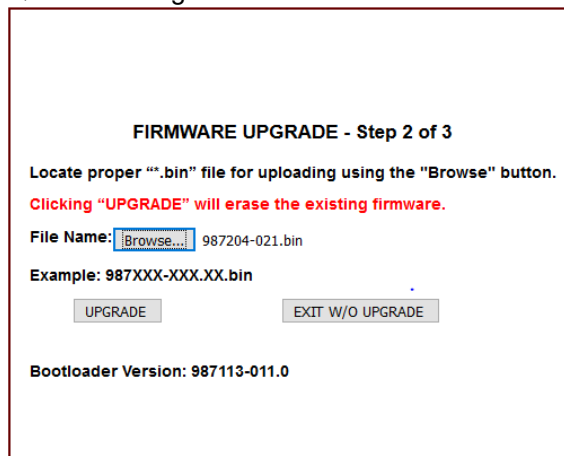 FIRMWARE UPGRADE - Step 2 of 3
Locate proper “*.bin” file for uploading using the "Browse" button.
Clicking “UPGRADE” will erase the existing firmware.
File Name: Browse... 987204-021.bin
Example: 987XXX-XXX.XX.bin
UPGRADE EXIT W/O UPGRADE
Bootloader Version: 987113-011.0